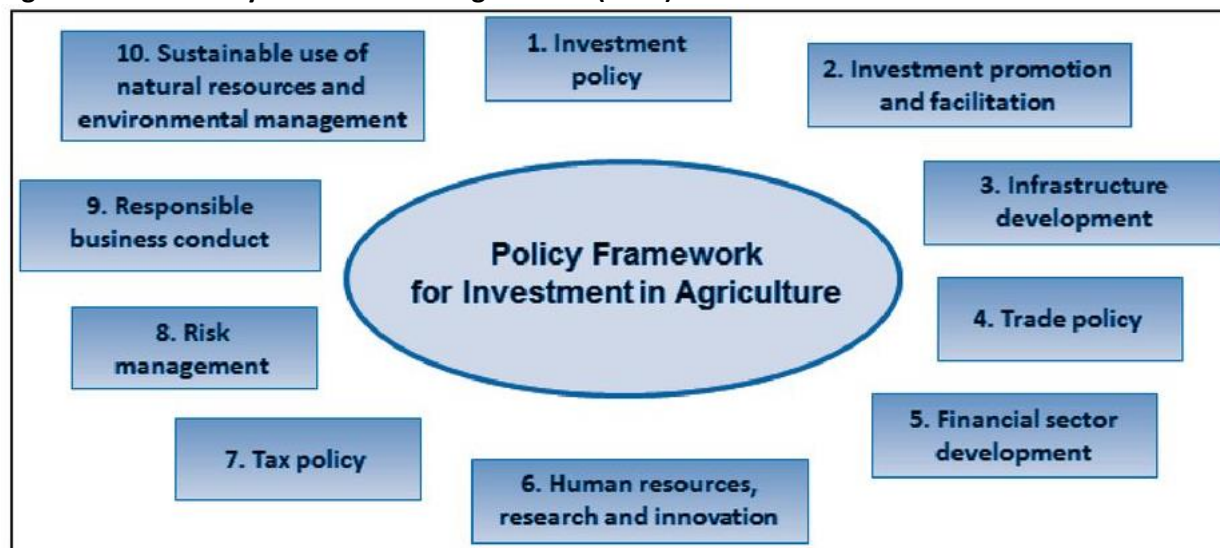 1. Investment
policy
2. Investment promotion
and facilitation
3. Infrastructure
development
4. Trade policy
5. Financial sector
development
6. Human resources,
research and innovation
7. Tax policy
8. Risk
management
9. Responsible
business conduct
10. Sustainable use of
natural resources and
environmental management
Policy Framework
for Investment in Agriculture